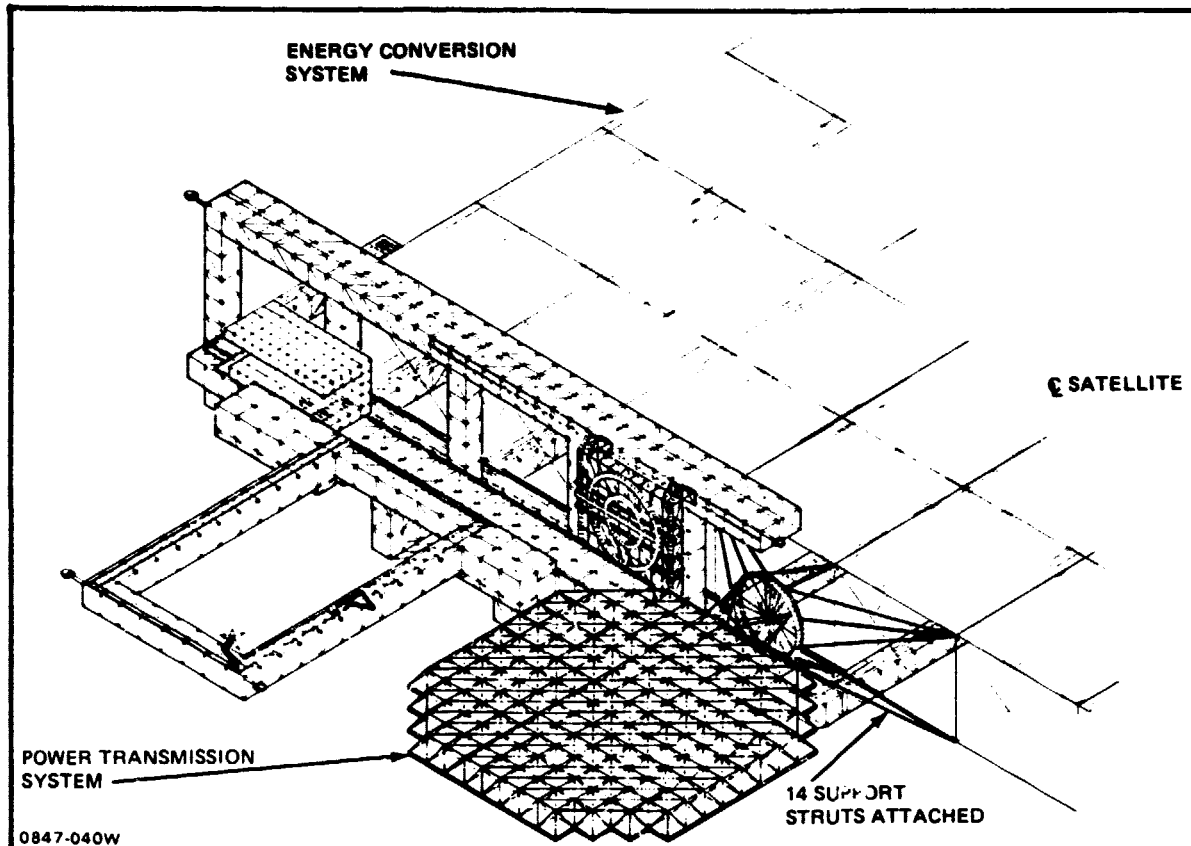 ENERGY CONVERSION
SYSTEM
℄ SATELLITE
POWER TRANSMISSION
SYSTEM
14 SUPPORT
STRUTS ATTACHED
0847-040W